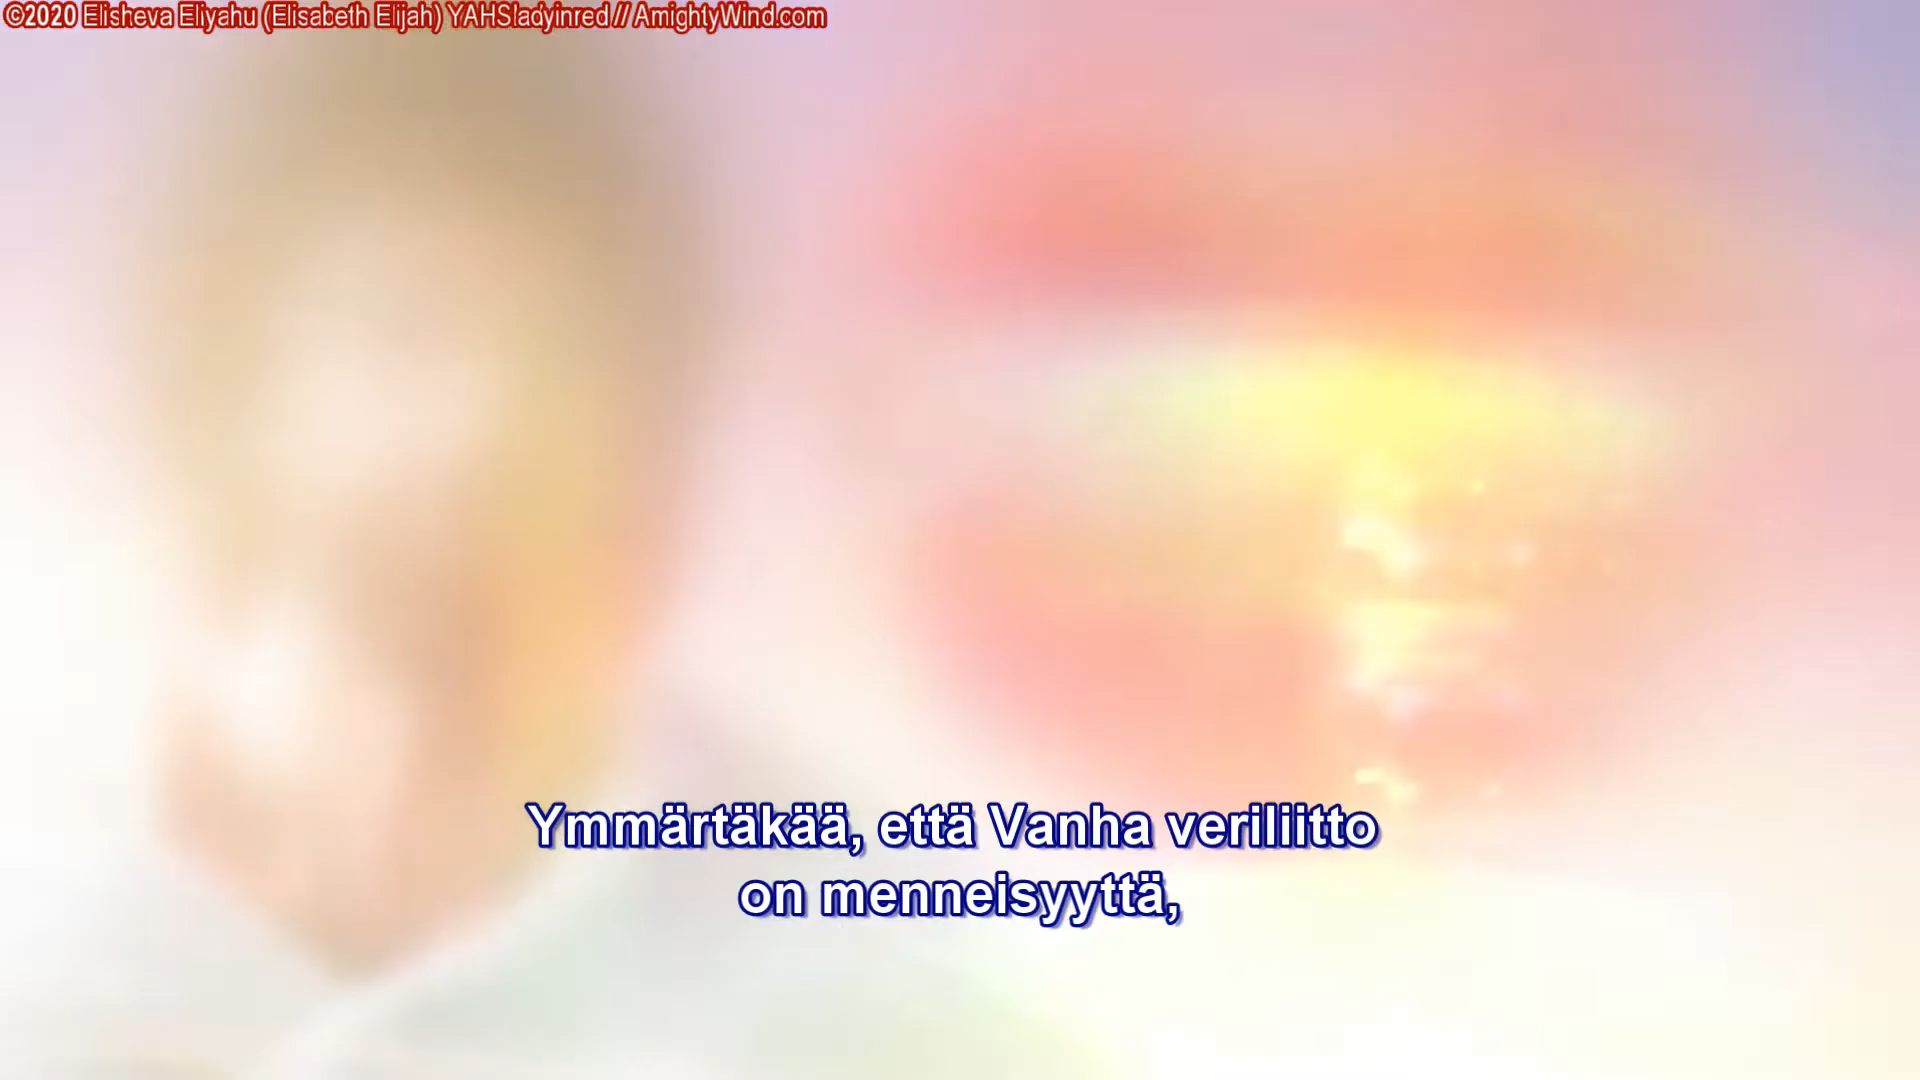 ©2020 Elisheva Eliyahu (Elisabeth Elijah) YAHSladyinred // AmightyWind.com
Ymmärtäkää, että Vanha veriliitto
on menneisyyttä,